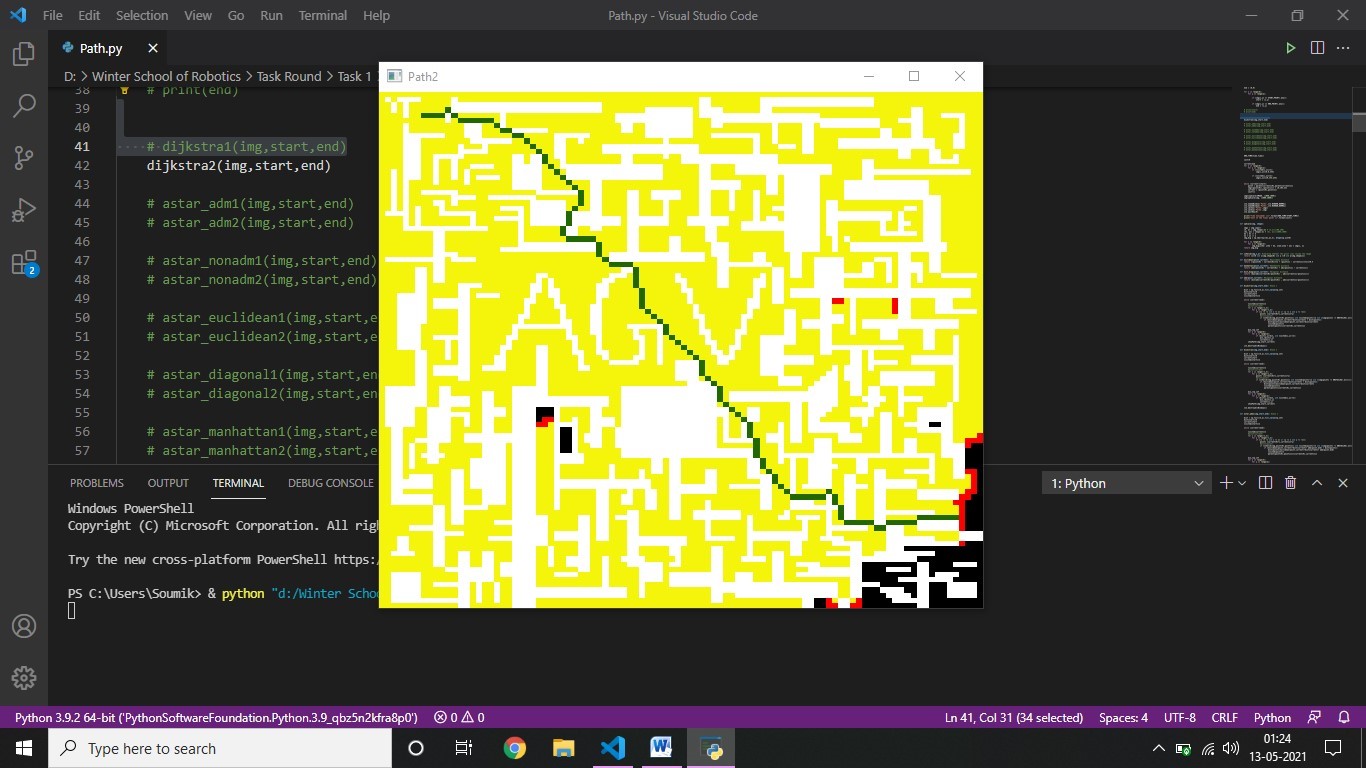 File Edit Selection View Go Run Terminal Help
Path.py - Visual Studio Code
Path.py
D: > Winter School of Robotics > Task Round > Task 1
Path2
38 # print(end)
39
40
41 # dijkstra1(img,start,end)
42 dijkstra2(img,start,end)
43
44 # astar_adm1(img,start,end)
45 # astar_adm2(img,start,end)
46
47 # astar_nonadm1(img,start,end)
48 # astar_nonadm2(img,start,end)
49
50 # astar_euclidean1(img,start,e
51 # astar_euclidean2(img,start,e
52
53 # astar_diagonal1(img,start,en
54 # astar_diagonal2(img,start,en
55
56 # astar_manhattan1(img,start,e
57 # astar_manhattan2(img,start,e
PROBLEMS OUTPUT TERMINAL DEBUG CONSOLE
1: Python
Windows PowerShell
Copyright (C) Microsoft Corporation. All righ
Try the new cross-platform PowerShell https:/
PS C:\Users\Soumik> & python "d:/Winter Schoo
2
Python 3.9.2 64-bit ('PythonSoftwareFoundation.Python.3.9_qbz5n2kfra8p0') 0 0
Ln 41, Col 31 (34 selected) Spaces: 4 UTF-8 CRLF Python
Type here to search
01:24
13-05-2021